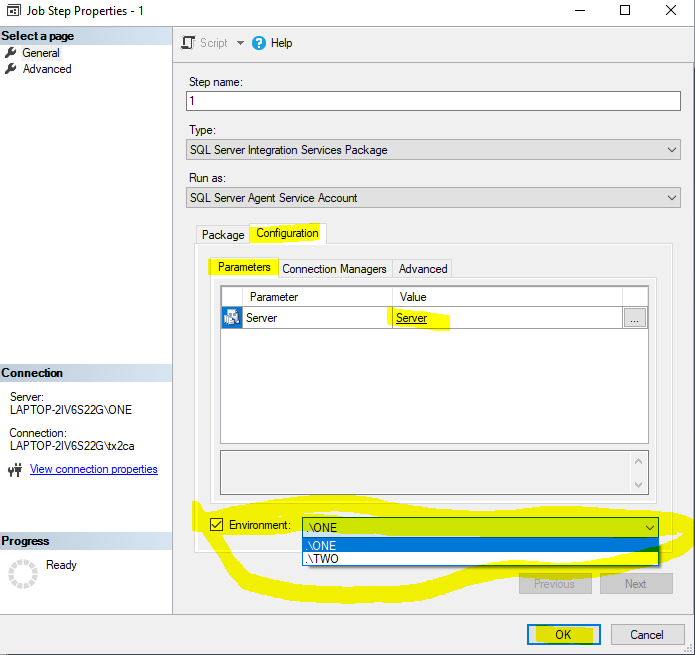 Job Step Properties - 1
Select a page
General
Advanced
Script
Help
Step name:
1
Type:
SQL Server Integration Services Package
Run as:
SQL Server Agent Service Account
Package
Configuration
Parameters
Connection Managers
Advanced
Parameter
Value
Server
Server
...
Environment:
.\ONE
.\ONE
.\TWO
Connection
Server:
LAPTOP-2IV6S22G\ONE
Connection:
LAPTOP-2IV6S22G\tx2ca
View connection properties
Progress
Ready
Previous
Next
OK
Cancel